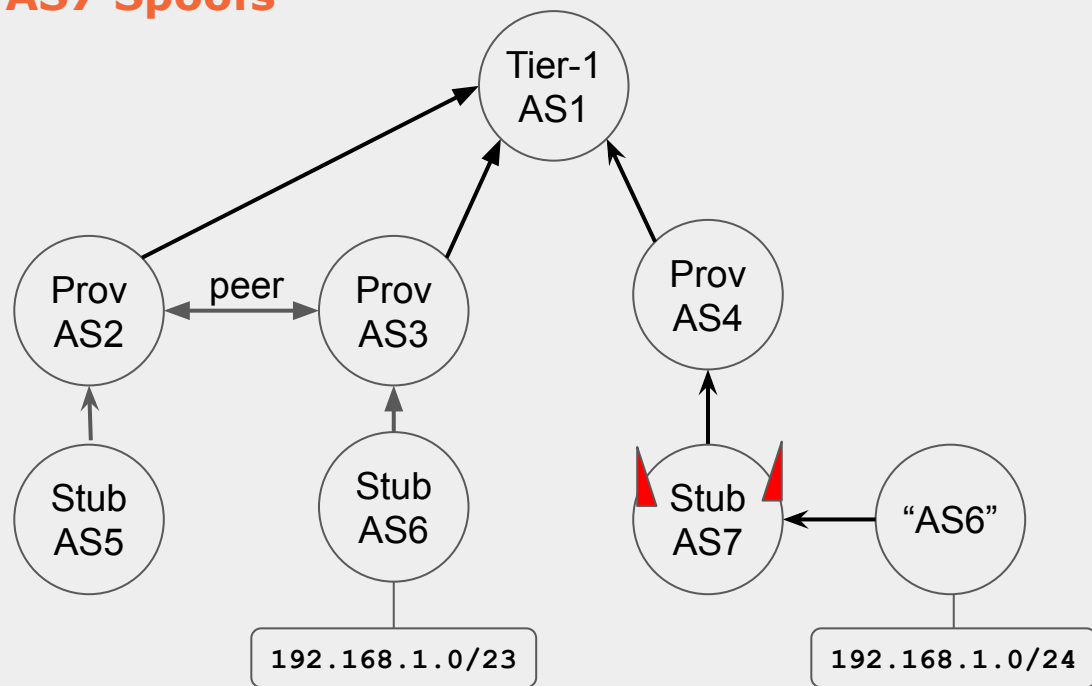 AS7 Spoofs
Tier-1
AS1
Prov
AS2
peer
Prov
AS3
Prov
AS4
Stub
AS5
Stub
AS6
Stub
AS7
“AS6”
192.168.1.0/23
192.168.1.0/24